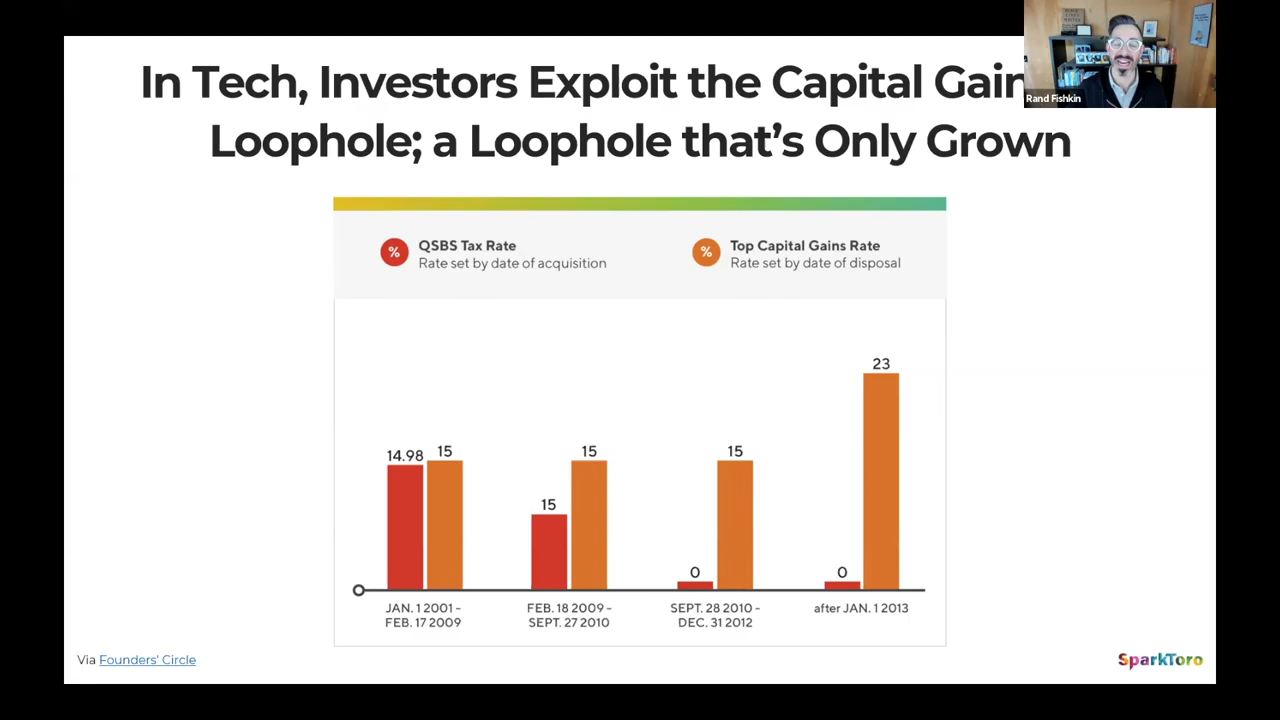 In Tech, Investors Exploit the Capital Gain
Loophole; a Loophole that's Only Grown
Rand Fishkin
% QSBS Tax Rate
Rate set by date of acquisition
% Top Capital Gains Rate
Rate set by date of disposal
14.98
15
15
15
0
15
0
23
JAN. 1 2001 –
FEB. 17 2009
FEB. 18 2009 –
SEPT. 27 2010
SEPT. 28 2010 –
DEC. 31 2012
after JAN. 1 2013
Via Founders' Circle
SparkToro